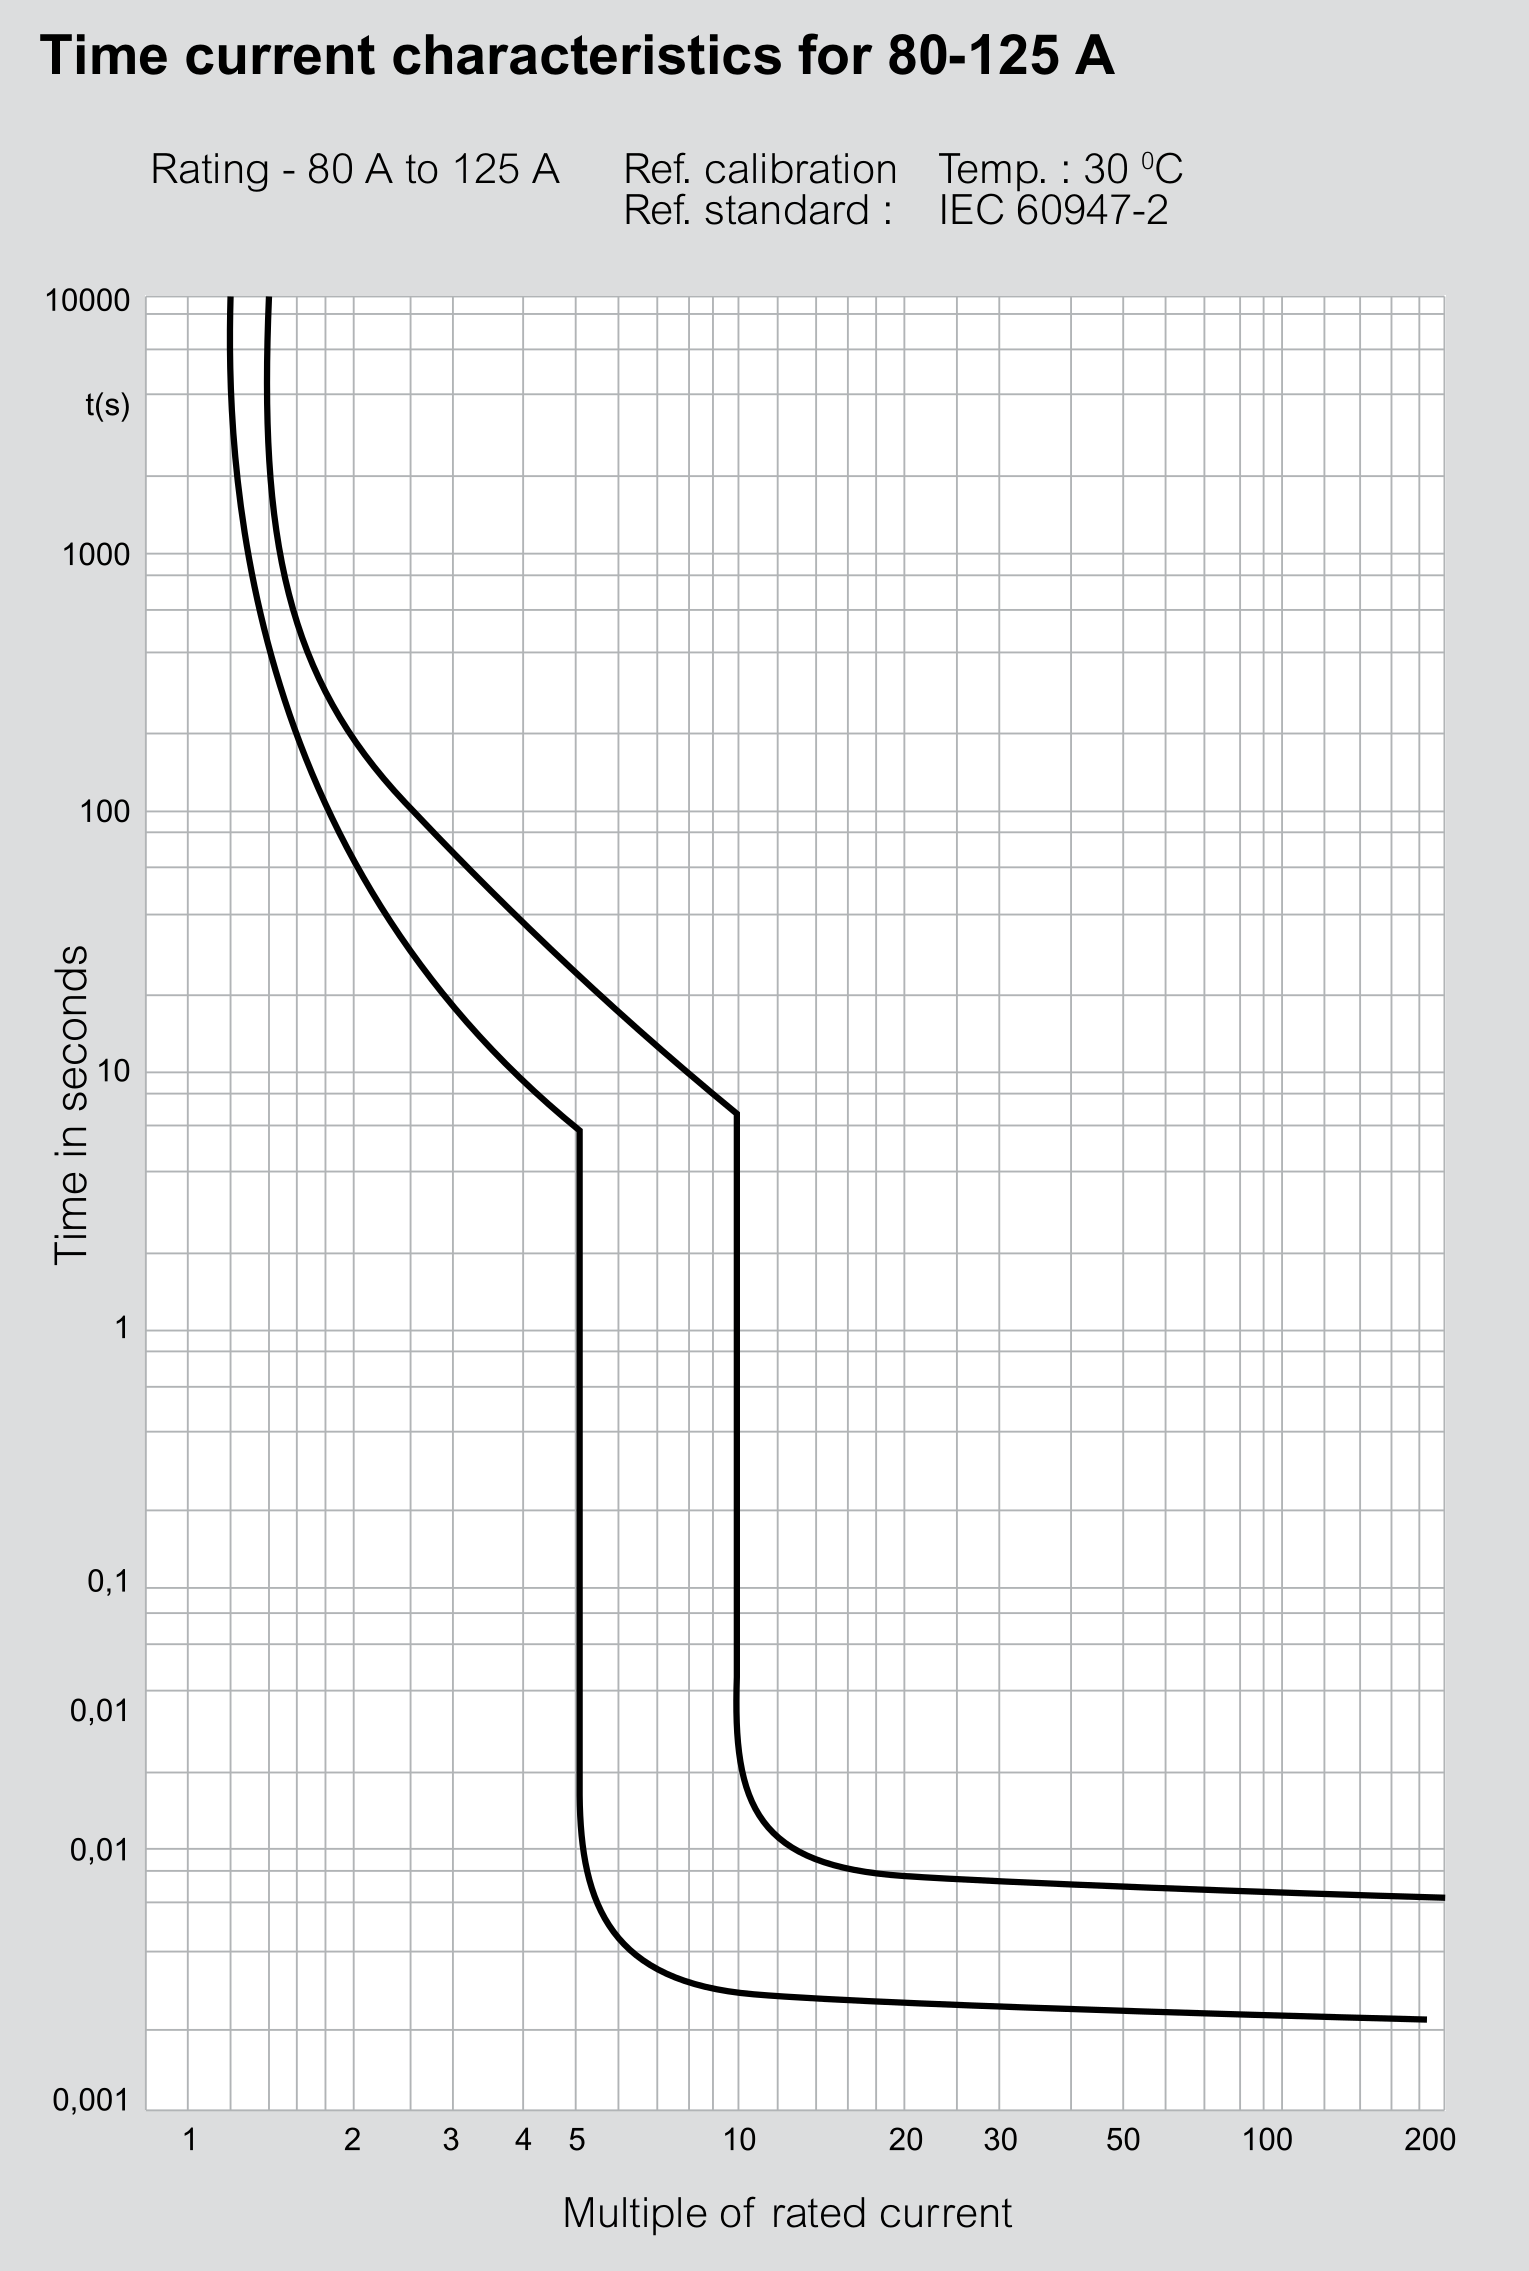 Time current characteristics for 80-125 A
Rating - 80 A to 125 A Ref. calibration Temp. : 30 ⁰C
Ref. standard : IEC 60947-2
10000
t(s)
1000
100
10
1
0,1
0,01
0,01
0,001
Time in seconds
1 2 3 4 5 10 20 30 50 100 200
Multiple of rated current